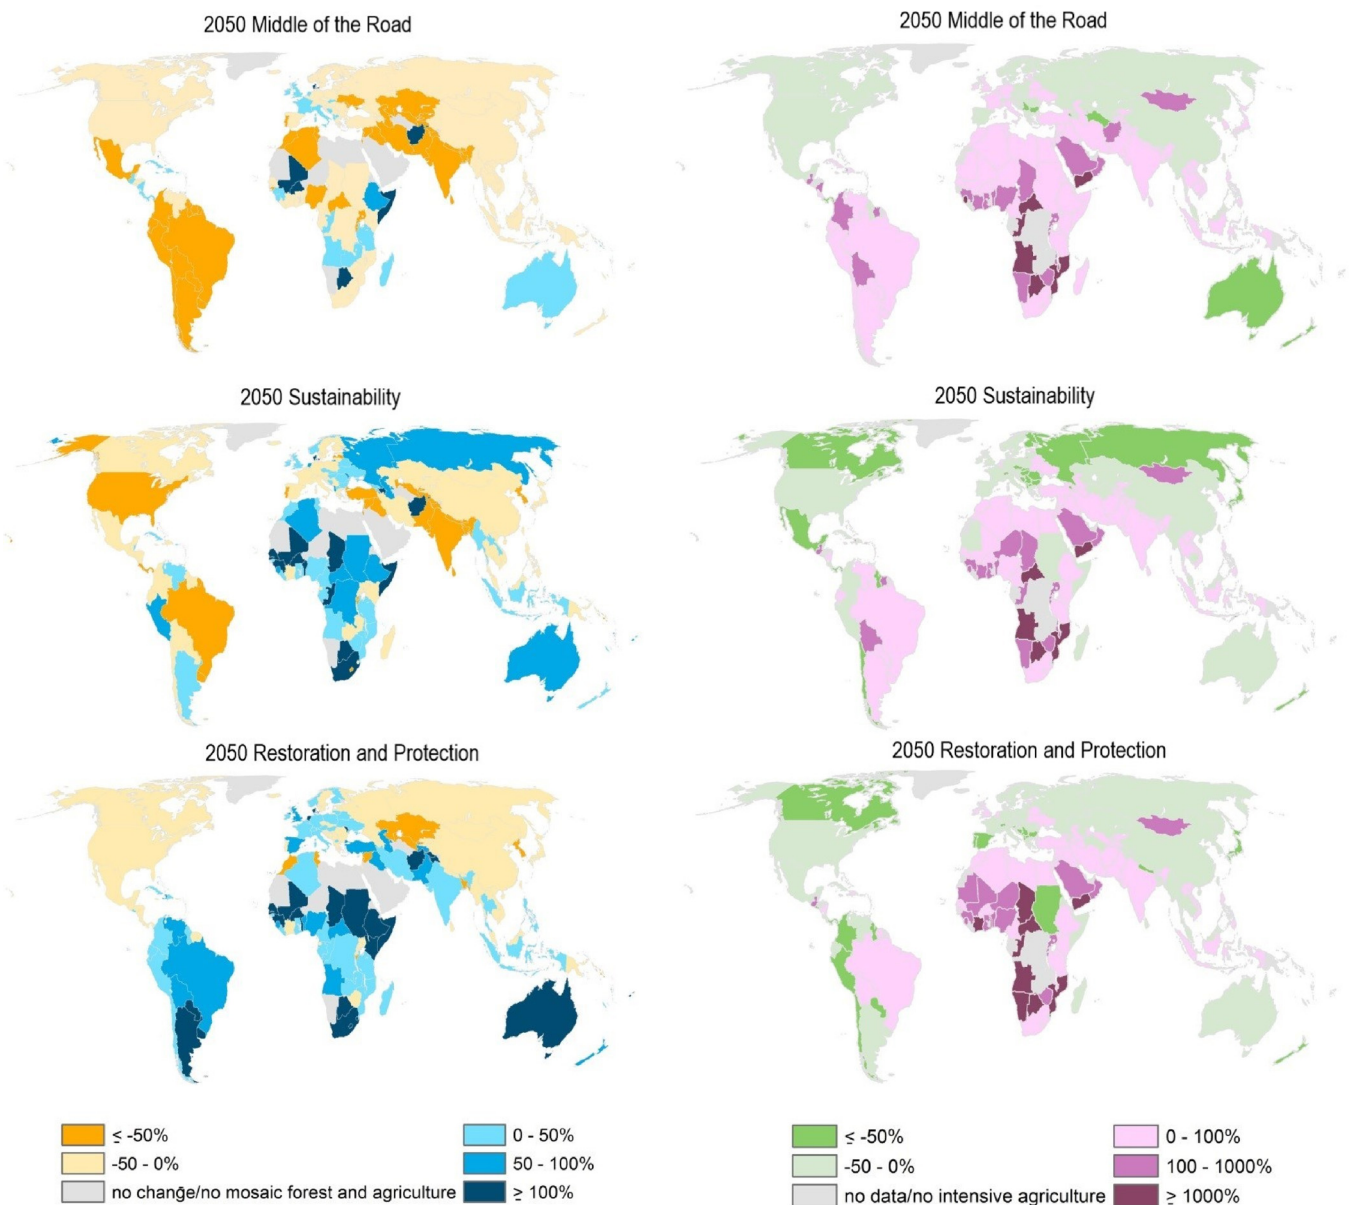 2050 Middle of the Road
2050 Middle of the Road
2050 Sustainability
2050 Sustainability
2050 Restoration and Protection
2050 Restoration and Protection
≤ -50%
-50 - 0%
no change/no mosaic forest and agriculture
0 - 50%
50 - 100%
≥ 100%
≤ -50%
-50 - 0%
no data/no intensive agriculture
0 - 100%
100 - 1000%
≥ 1000%